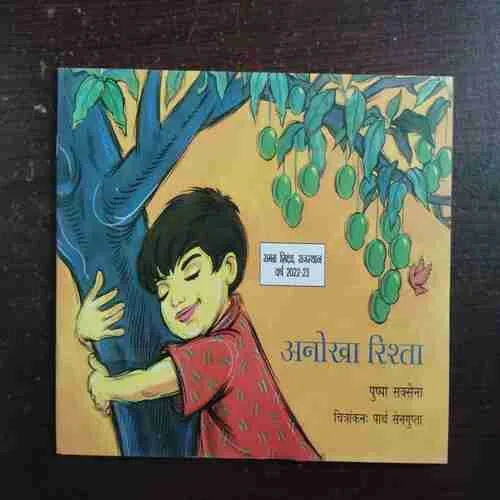 समग्र शिक्षा, राजस्थान
वर्ष 2022-23
अनोखा रिश्ता
पुष्पा सक्सेना
चित्रांकनः पार्थ सेनगुप्ता